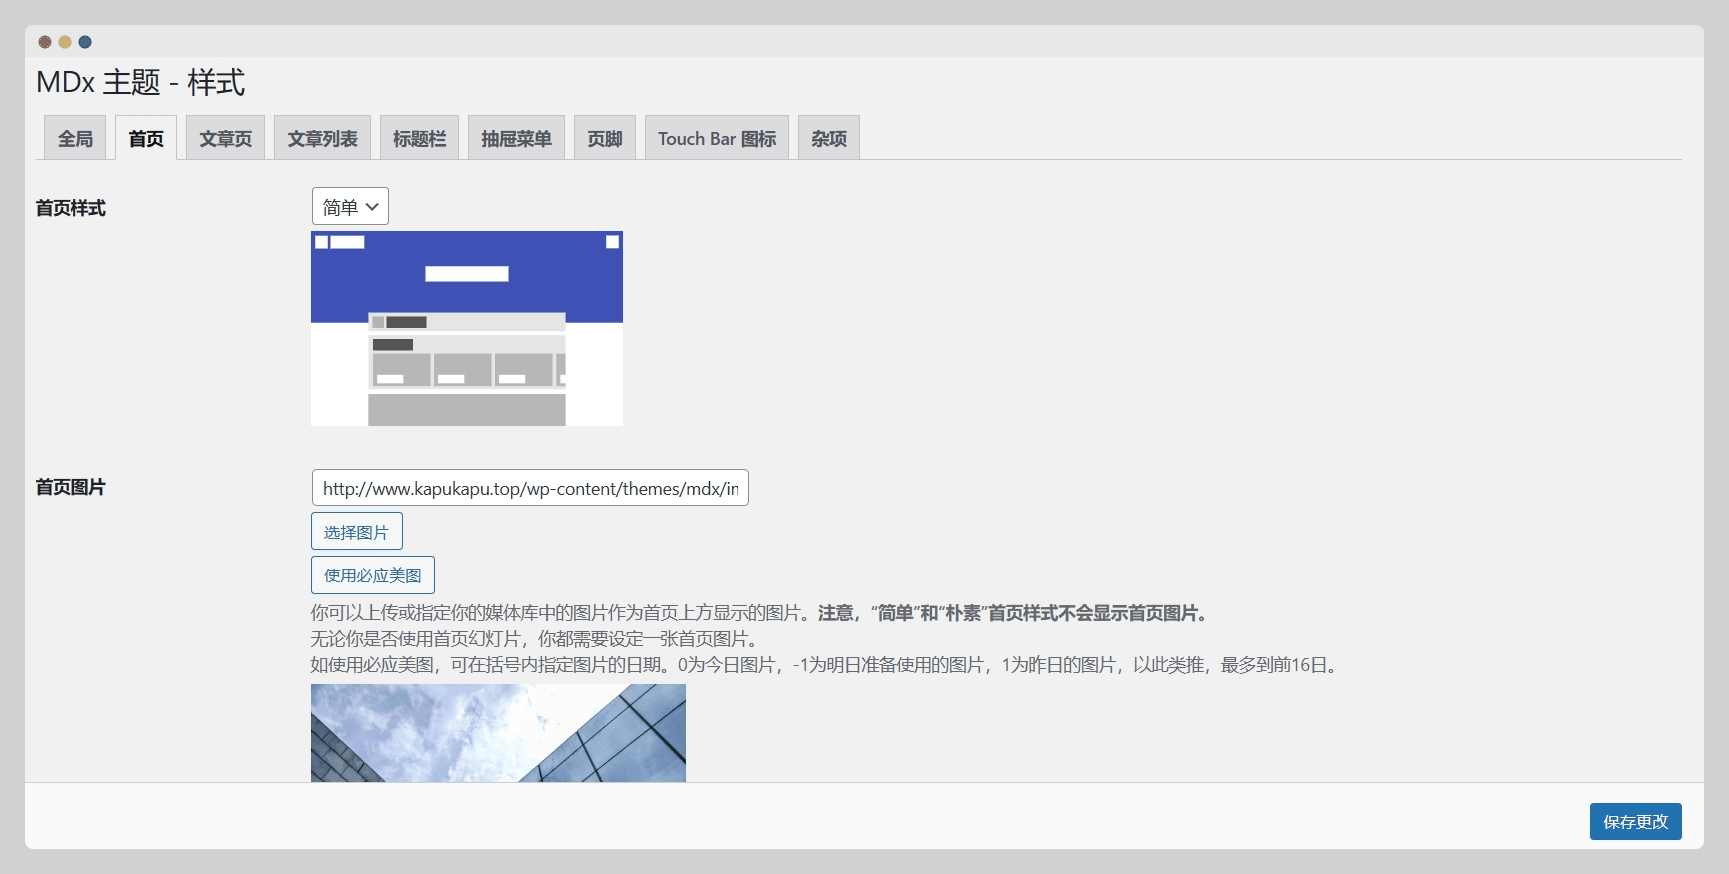 MDx 主题 - 样式
全局
首页
文章页
文章列表
标题栏
抽屉菜单
页脚
Touch Bar 图标
杂项
首页样式
简单
首页图片
http://www.kapukapu.top/wp-content/themes/mdx/in
选择图片
使用必应美图
你可以上传或指定你的媒体库中的图片作为首页上方显示的图片。注意，“简单”和“朴素”首页样式不会显示首页图片。
无论你是否使用首页幻灯片，你都需要设定一张首页图片。
如使用必应美图，可在括号内指定图片的日期。0为今日图片，-1为明日准备使用的图片，1为昨日的图片，以此类推，最多到前16日。
保存更改